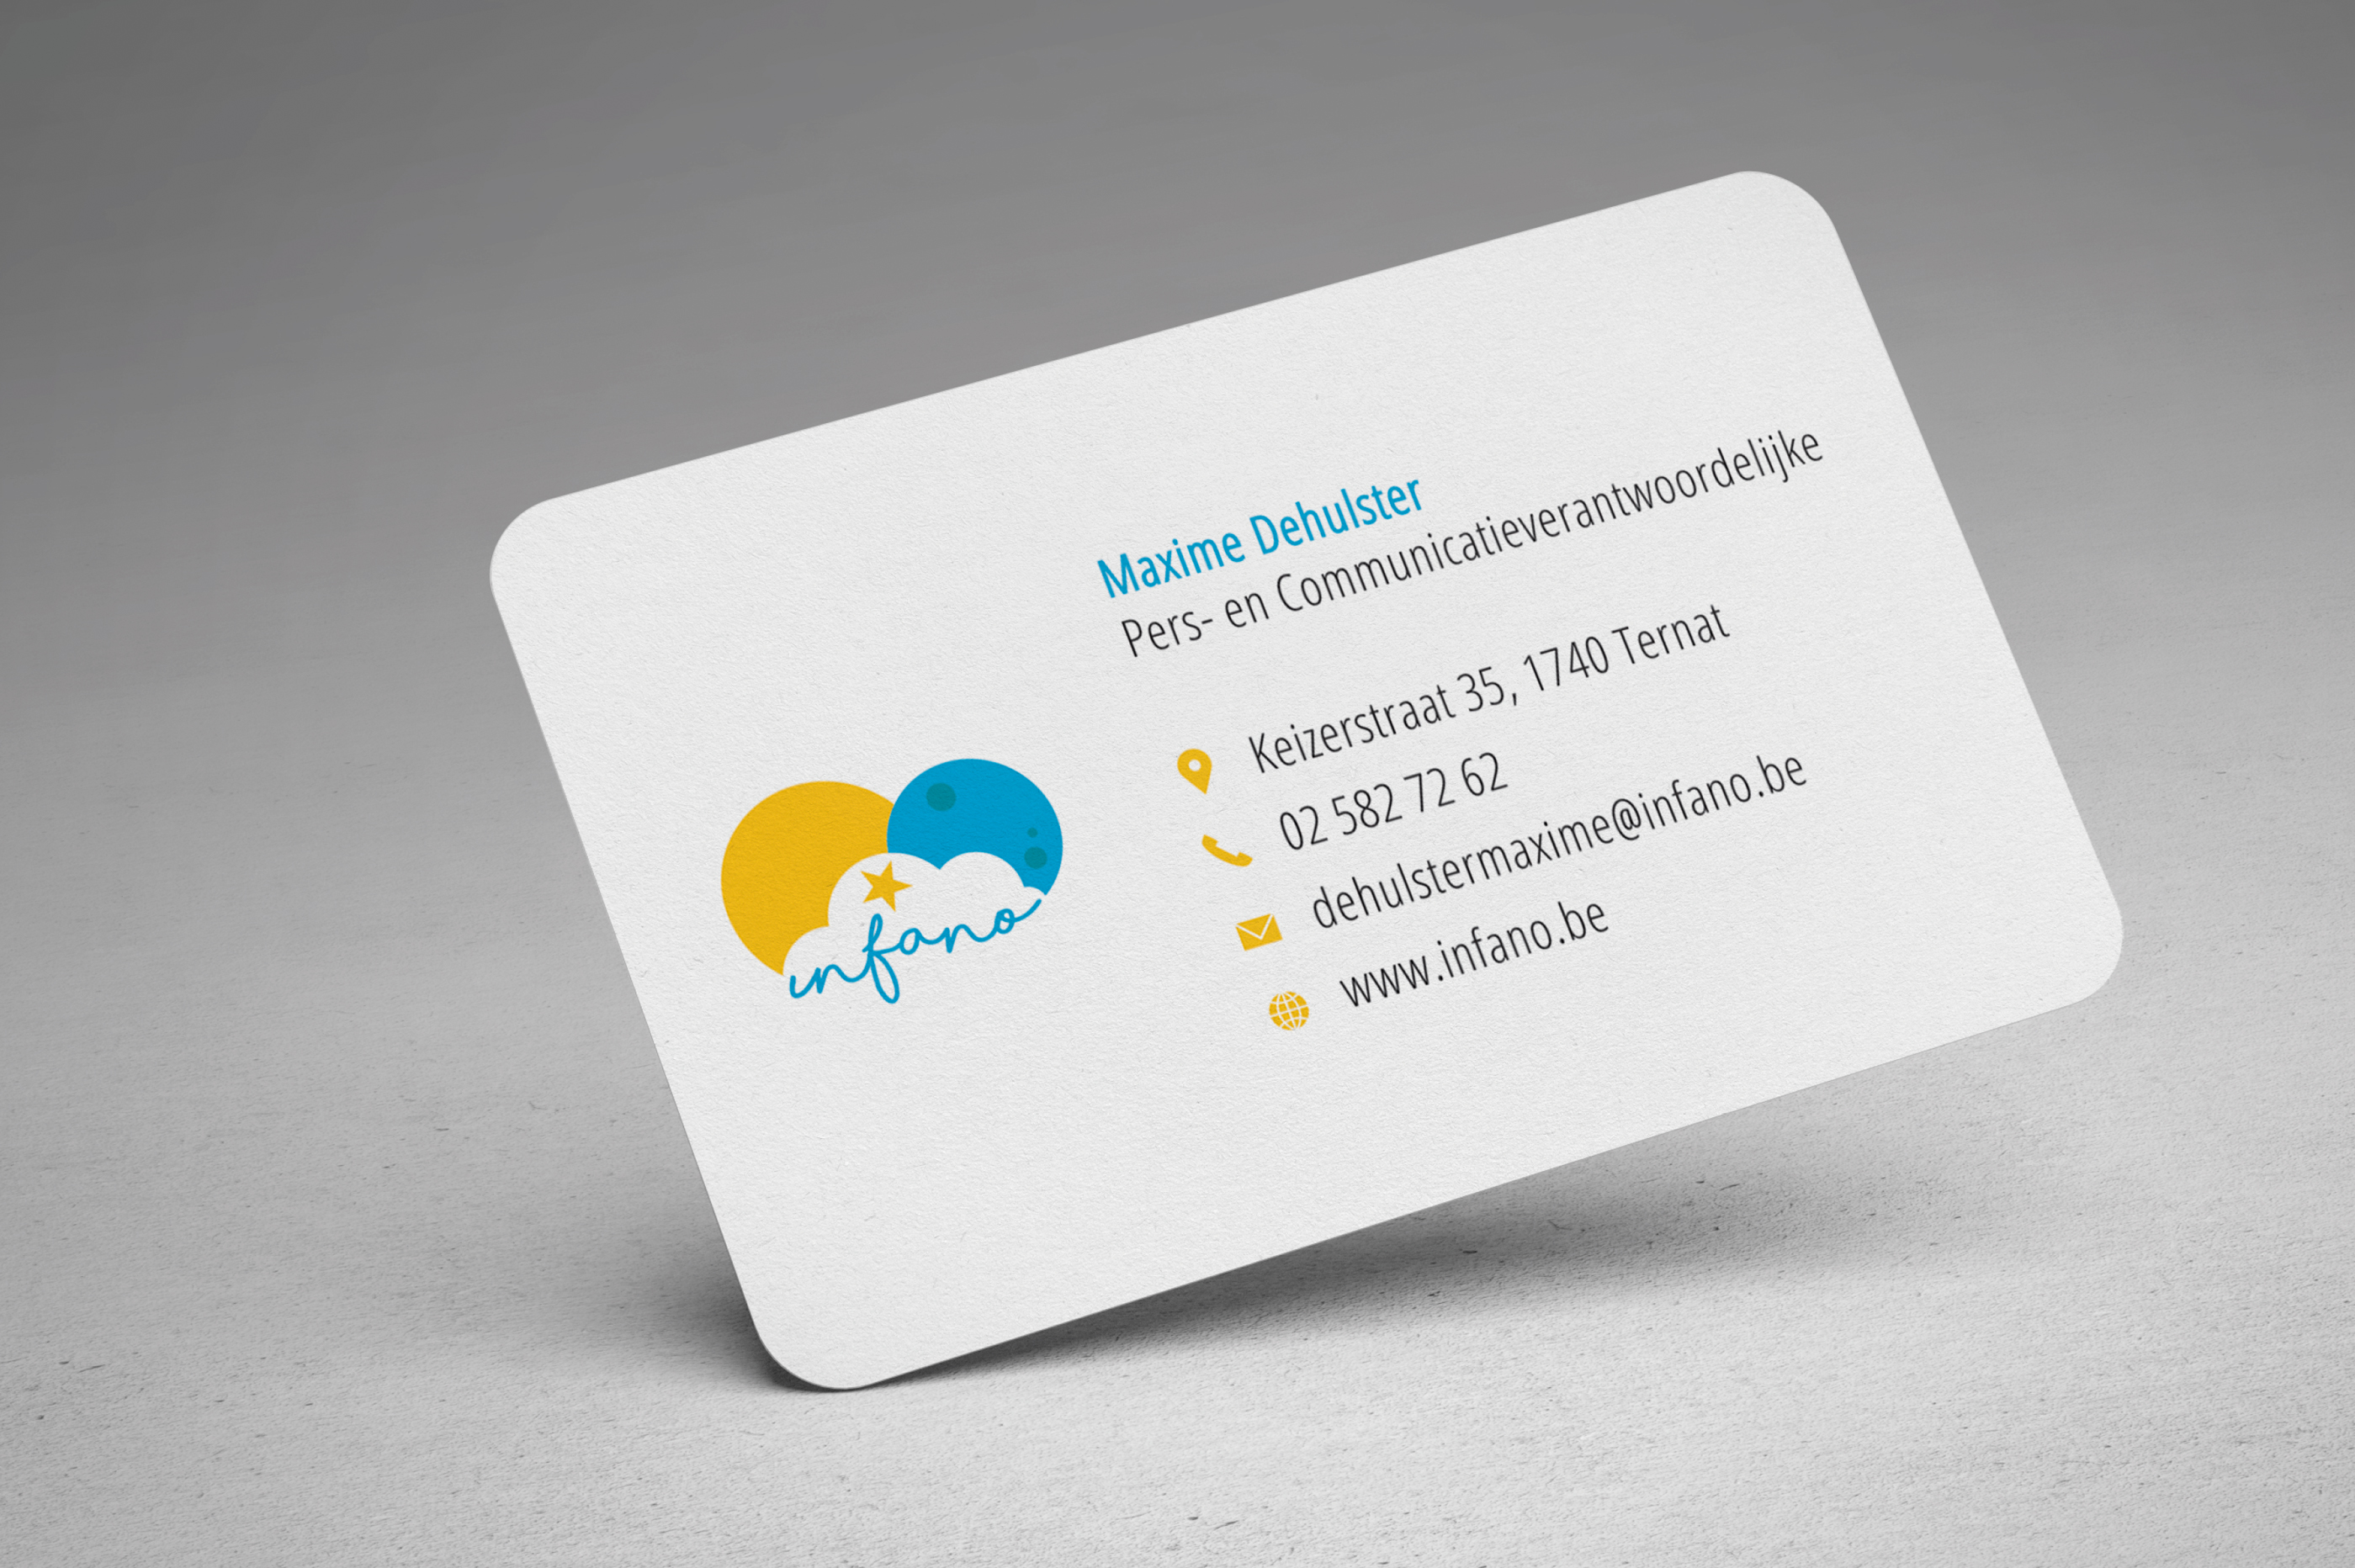 Maxime Dehulster
Pers- en Communicatieverantwoordelijke
Keizerstraat 35, 1740 Ternat
02 582 72 62
dehulstermaxime@infano.be
www.infano.be
infano